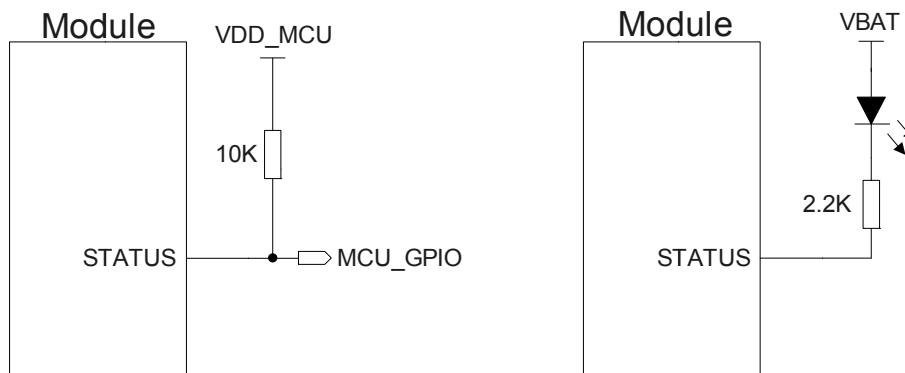 Module
VDD_MCU
10K
STATUS
MCU_GPIO
Module
VBAT
2.2K
STATUS